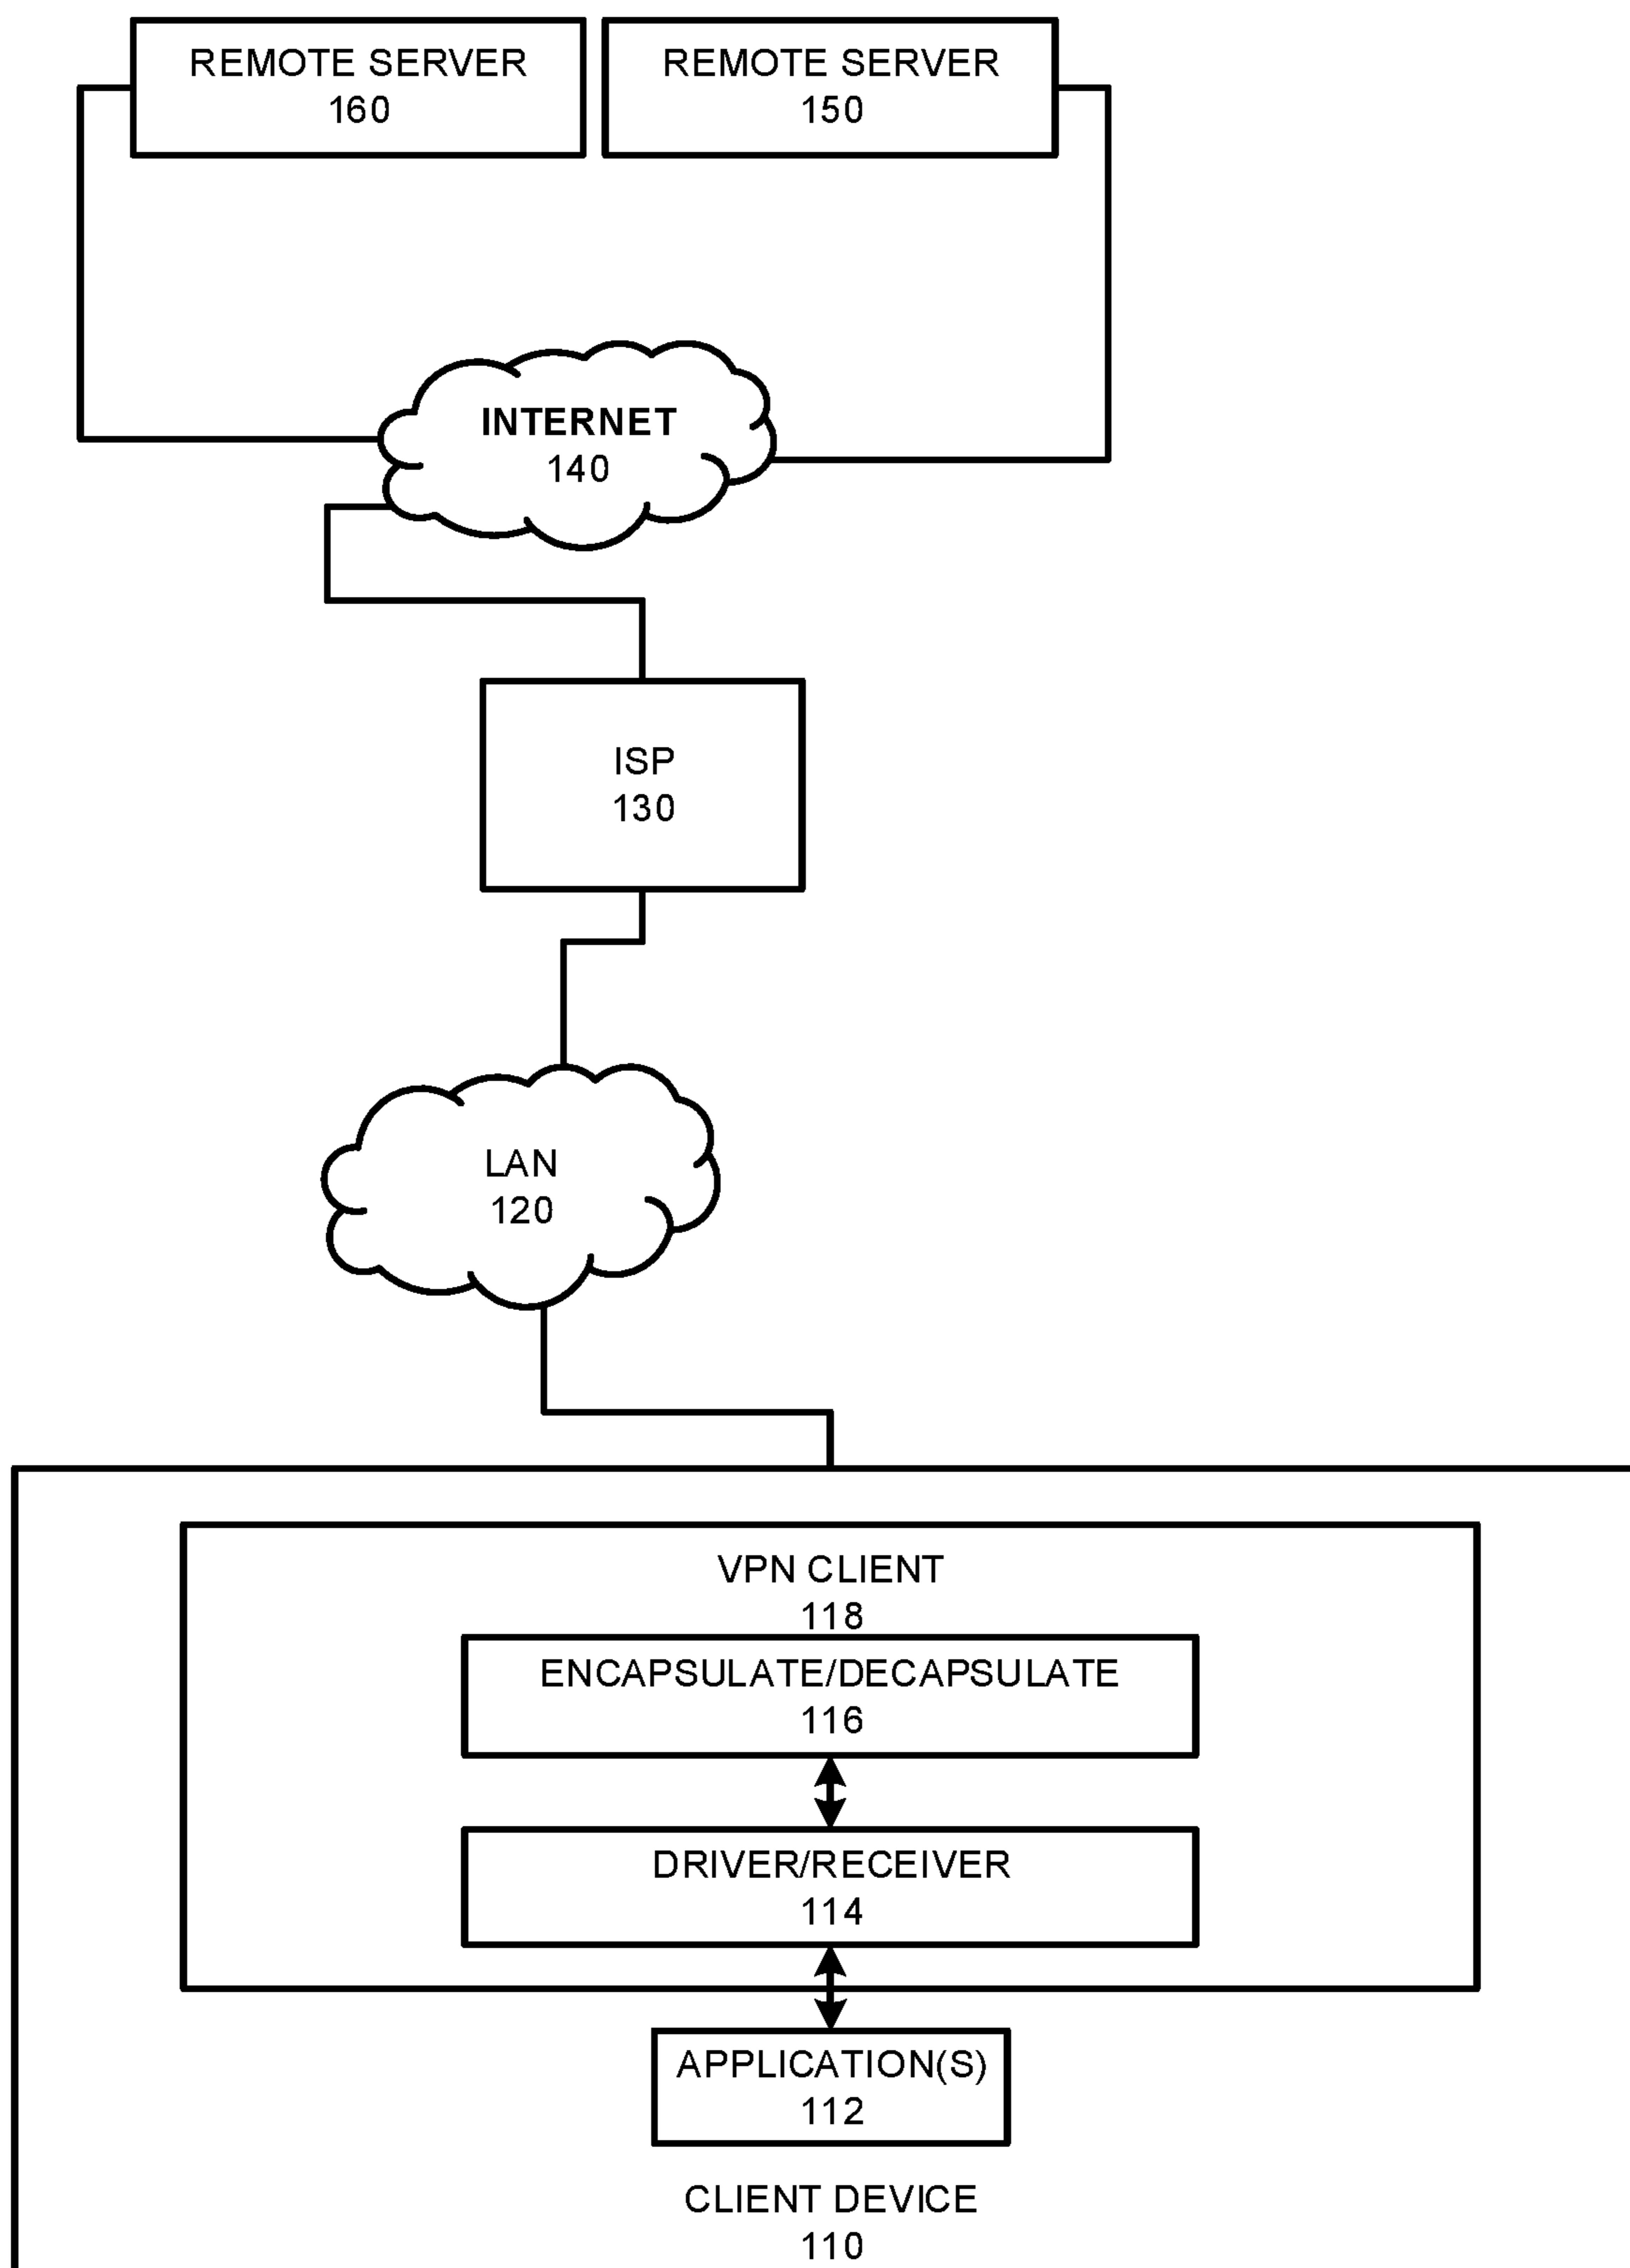 REMOTE SERVER
160
REMOTE SERVER
150
INTERNET
140
ISP
130
LAN
120
VPN CLIENT
118
ENCAPSULATE/DECAPSULATE
116
DRIVER/RECEIVER
114
APPLICATION(S)
112
CLIENT DEVICE
110